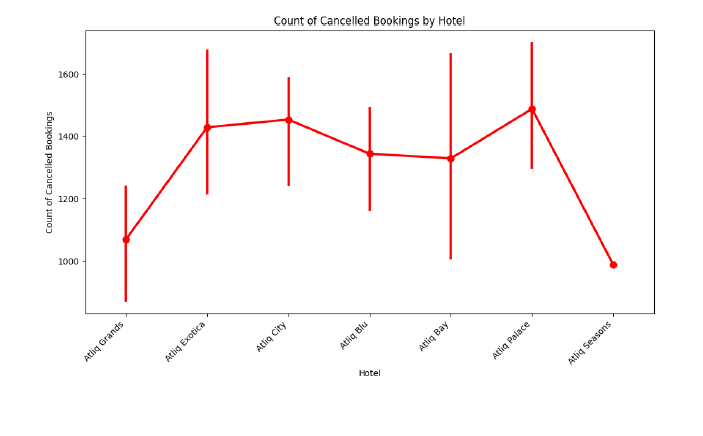 Count of Cancelled Bookings by Hotel
1600
1400
1200
1000
Count of Cancelled Bookings
Atliq Grands
Atliq Exotica
Atliq City
Atliq Blu
Atliq Bay
Atliq Palace
Atliq Seasons
Hotel